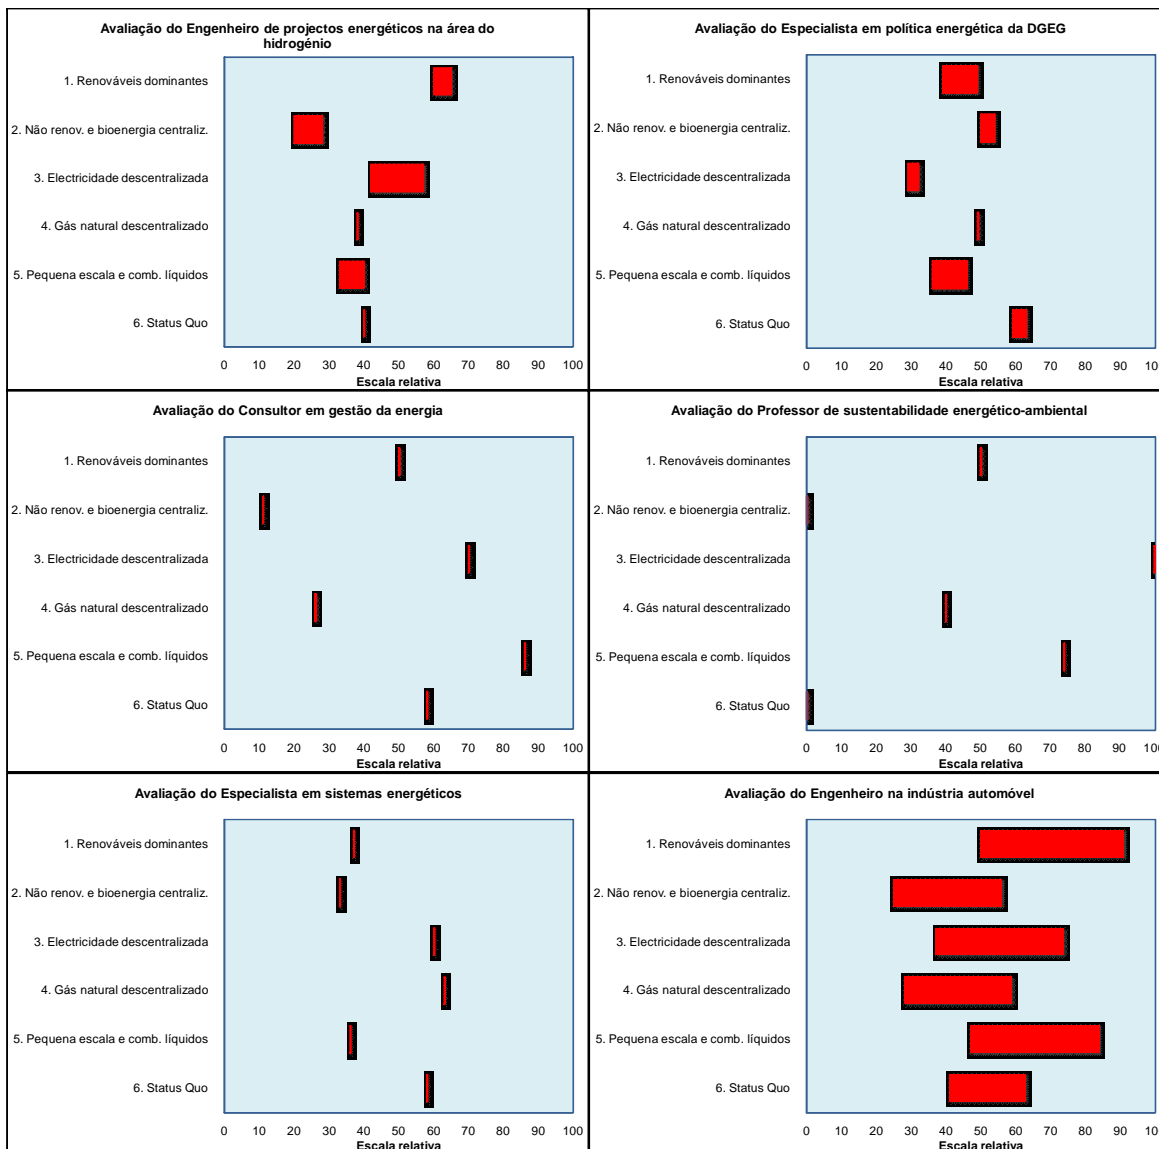 Avaliação do Engenheiro de projectos energéticos na área do
hidrogénio
1. Renováveis dominantes
2. Não renov. e bioenergia centraliz.
3. Electricidade descentralizada
4. Gás natural descentralizado
5. Pequena escala e comb. líquidos
6. Status Quo
0 10 20 30 40 50 60 70 80 90 100
Escala relativa
Avaliação do Especialista em política energética da DGEG
1. Renováveis dominantes
2. Não renov. e bioenergia centraliz.
3. Electricidade descentralizada
4. Gás natural descentralizado
5. Pequena escala e comb. líquidos
6. Status Quo
0 10 20 30 40 50 60 70 80 90 100
Escala relativa
Avaliação do Consultor em gestão da energia
1. Renováveis dominantes
2. Não renov. e bioenergia centraliz.
3. Electricidade descentralizada
4. Gás natural descentralizado
5. Pequena escala e comb. líquidos
6. Status Quo
0 10 20 30 40 50 60 70 80 90 100
Escala relativa
Avaliação do Professor de sustentabilidade energético-ambiental
1. Renováveis dominantes
2. Não renov. e bioenergia centraliz.
3. Electricidade descentralizada
4. Gás natural descentralizado
5. Pequena escala e comb. líquidos
6. Status Quo
0 10 20 30 40 50 60 70 80 90 100
Escala relativa
Avaliação do Especialista em sistemas energéticos
1. Renováveis dominantes
2. Não renov. e bioenergia centraliz.
3. Electricidade descentralizada
4. Gás natural descentralizado
5. Pequena escala e comb. líquidos
6. Status Quo
0 10 20 30 40 50 60 70 80 90 100
Escala relativa
Avaliação do Engenheiro na indústria automóvel
1. Renováveis dominantes
2. Não renov. e bioenergia centraliz.
3. Electricidade descentralizada
4. Gás natural descentralizado
5. Pequena escala e comb. líquidos
6. Status Quo
0 10 20 30 40 50 60 70 80 90 100
Escala relativa